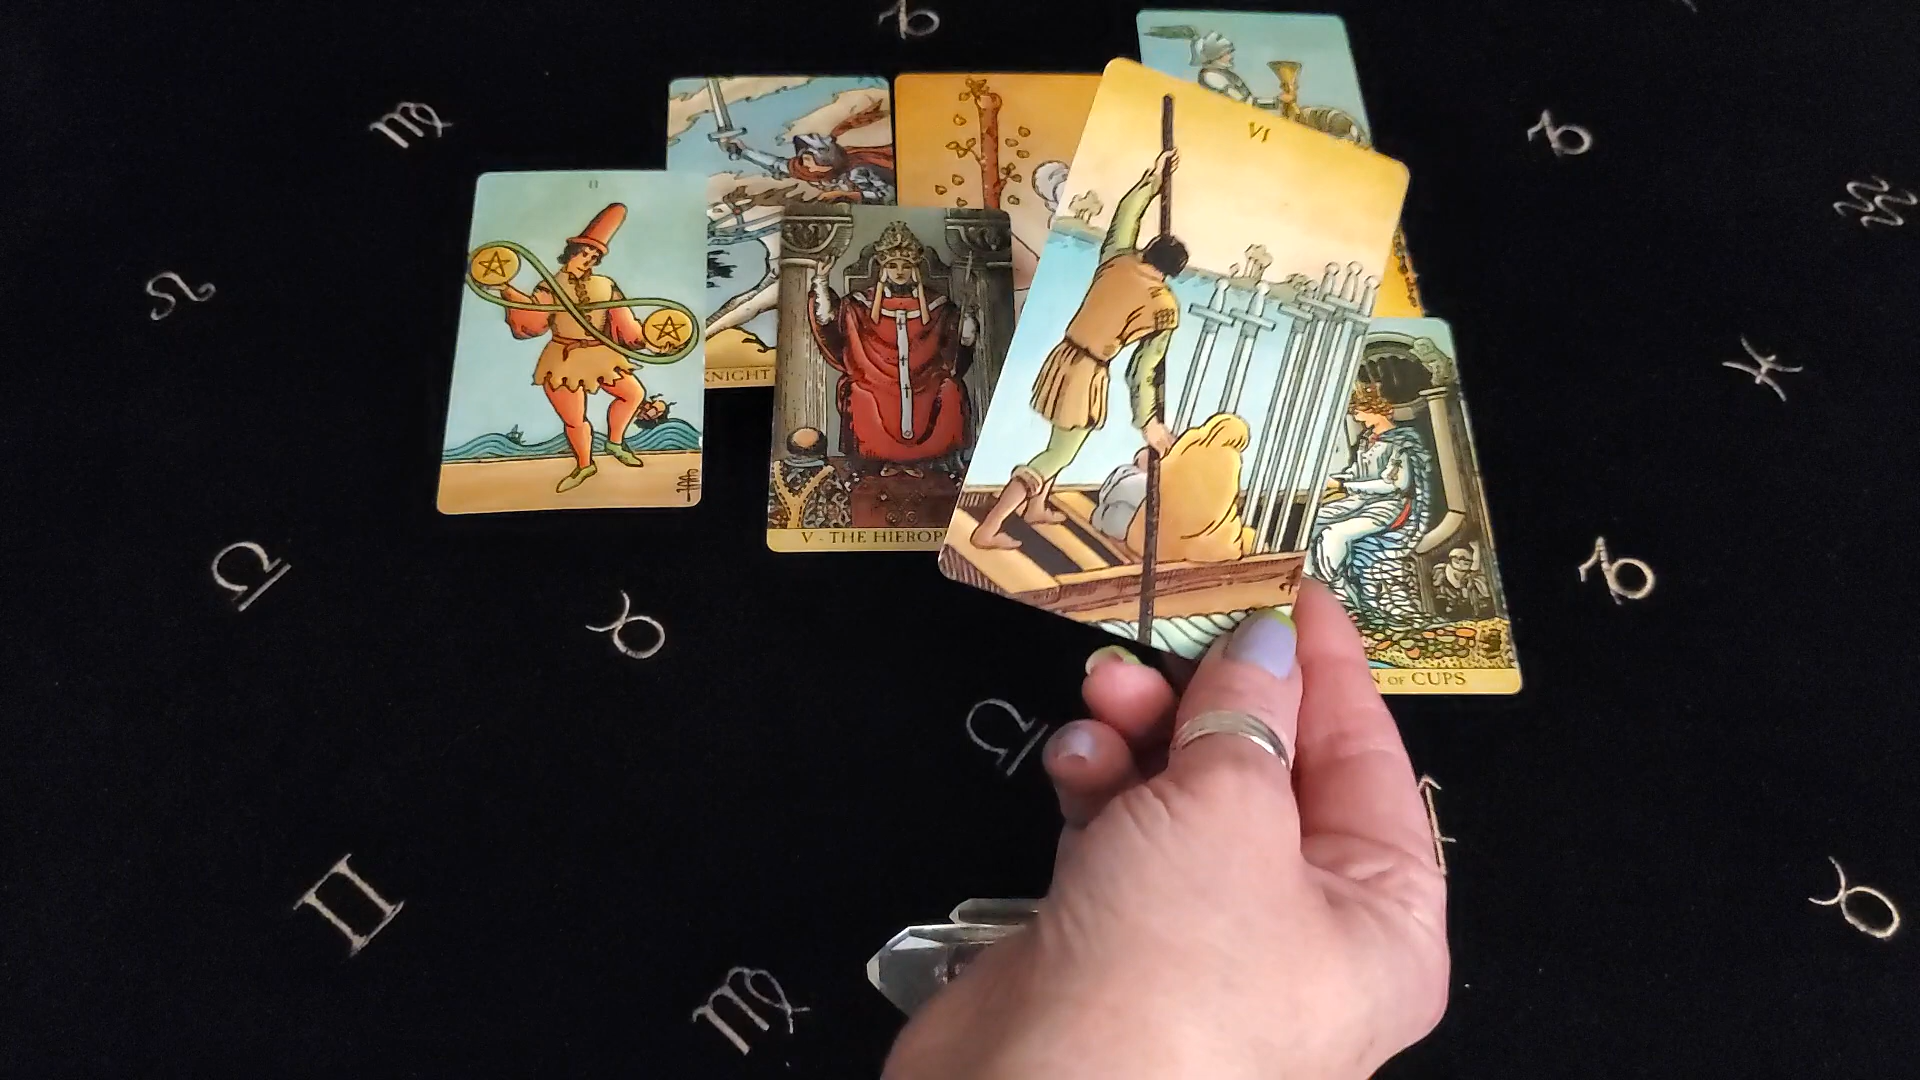 VI
II
KNIGHT
V - THE HIEROP
N OF CUPS